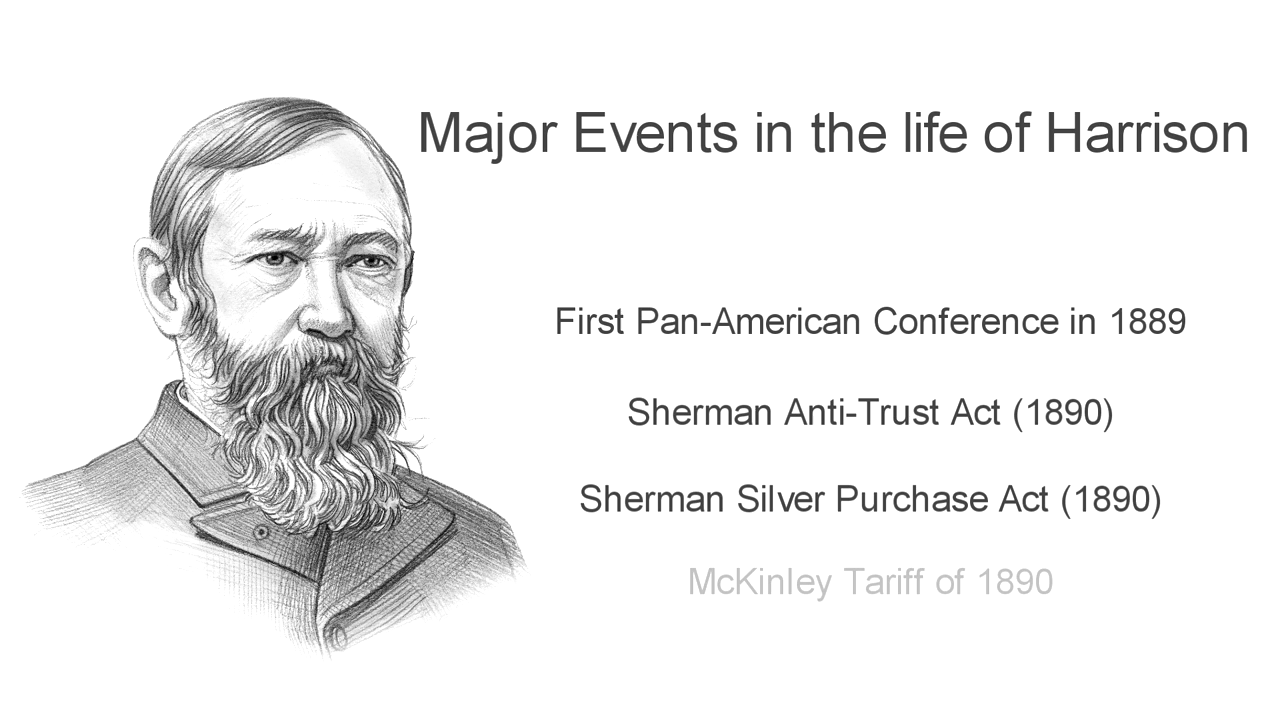 Major Events in the life of Harrison
First Pan-American Conference in 1889
Sherman Anti-Trust Act (1890)
Sherman Silver Purchase Act (1890)
McKinley Tariff of 1890